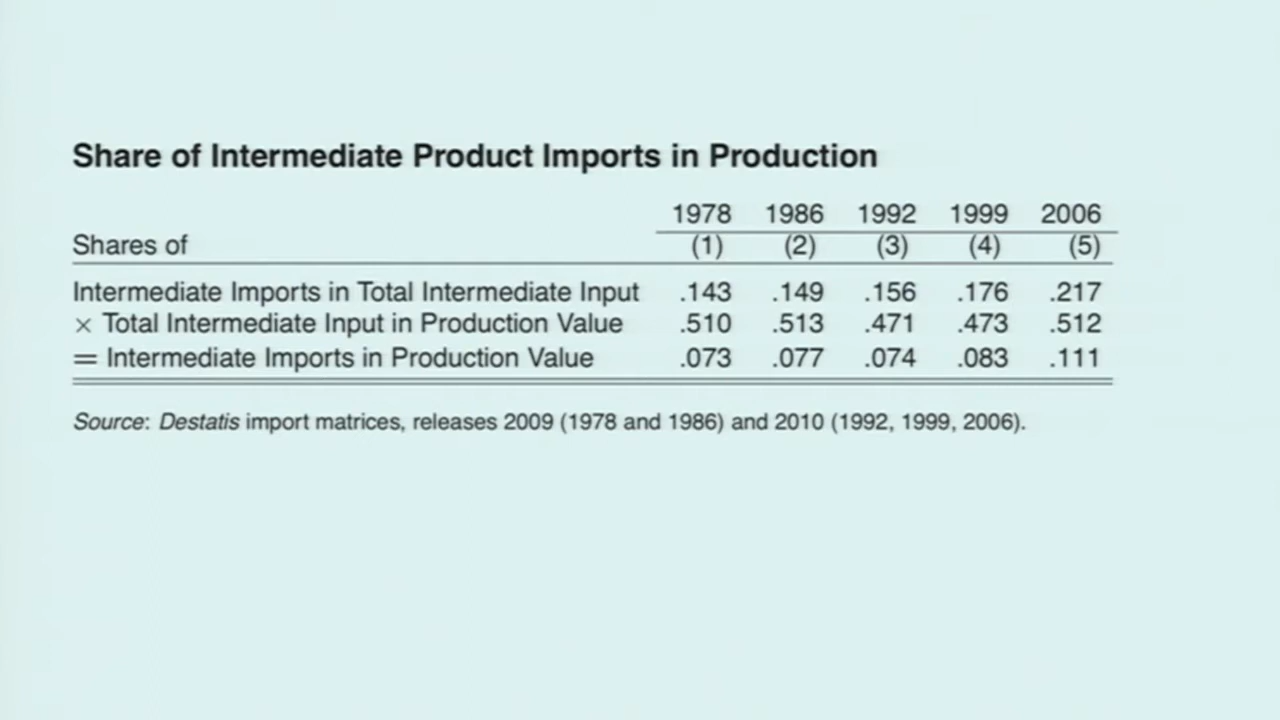 Share of Intermediate Product Imports in Production
1978 1986 1992 1999 2006
Shares of (1) (2) (3) (4) (5)
Intermediate Imports in Total Intermediate Input .143 .149 .156 .176 .217
× Total Intermediate Input in Production Value .510 .513 .471 .473 .512
= Intermediate Imports in Production Value .073 .077 .074 .083 .111
Source: Destatis import matrices, releases 2009 (1978 and 1986) and 2010 (1992, 1999, 2006).